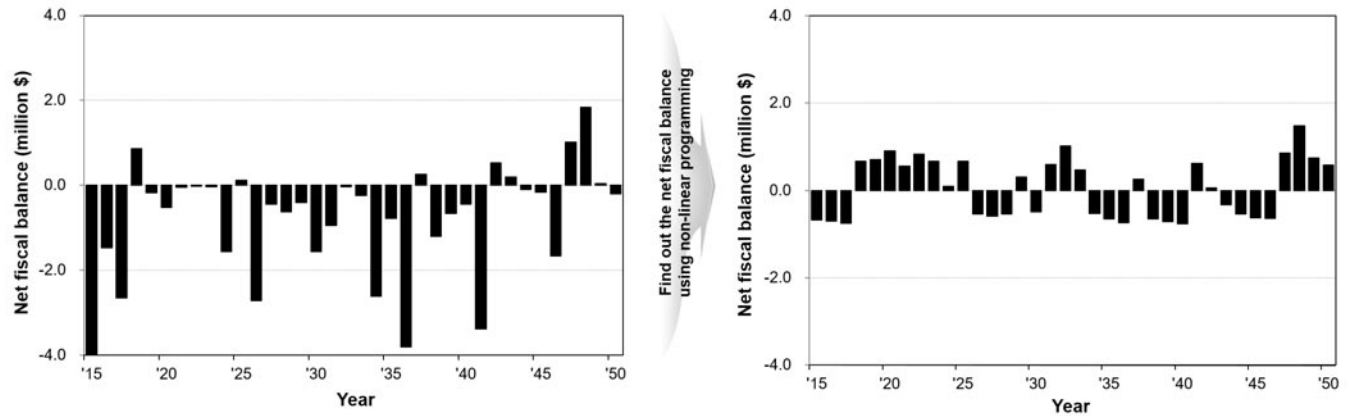 Net fiscal balance (million $)
4.0
2.0
0.0
-2.0
-4.0
'15 '20 '25 '30 '35 '40 '45 '50
Year
Find out the net fiscal balance
using non-linear programming
Net fiscal balance (million $)
4.0
2.0
0.0
-2.0
-4.0
'15 '20 '25 '30 '35 '40 '45 '50
Year